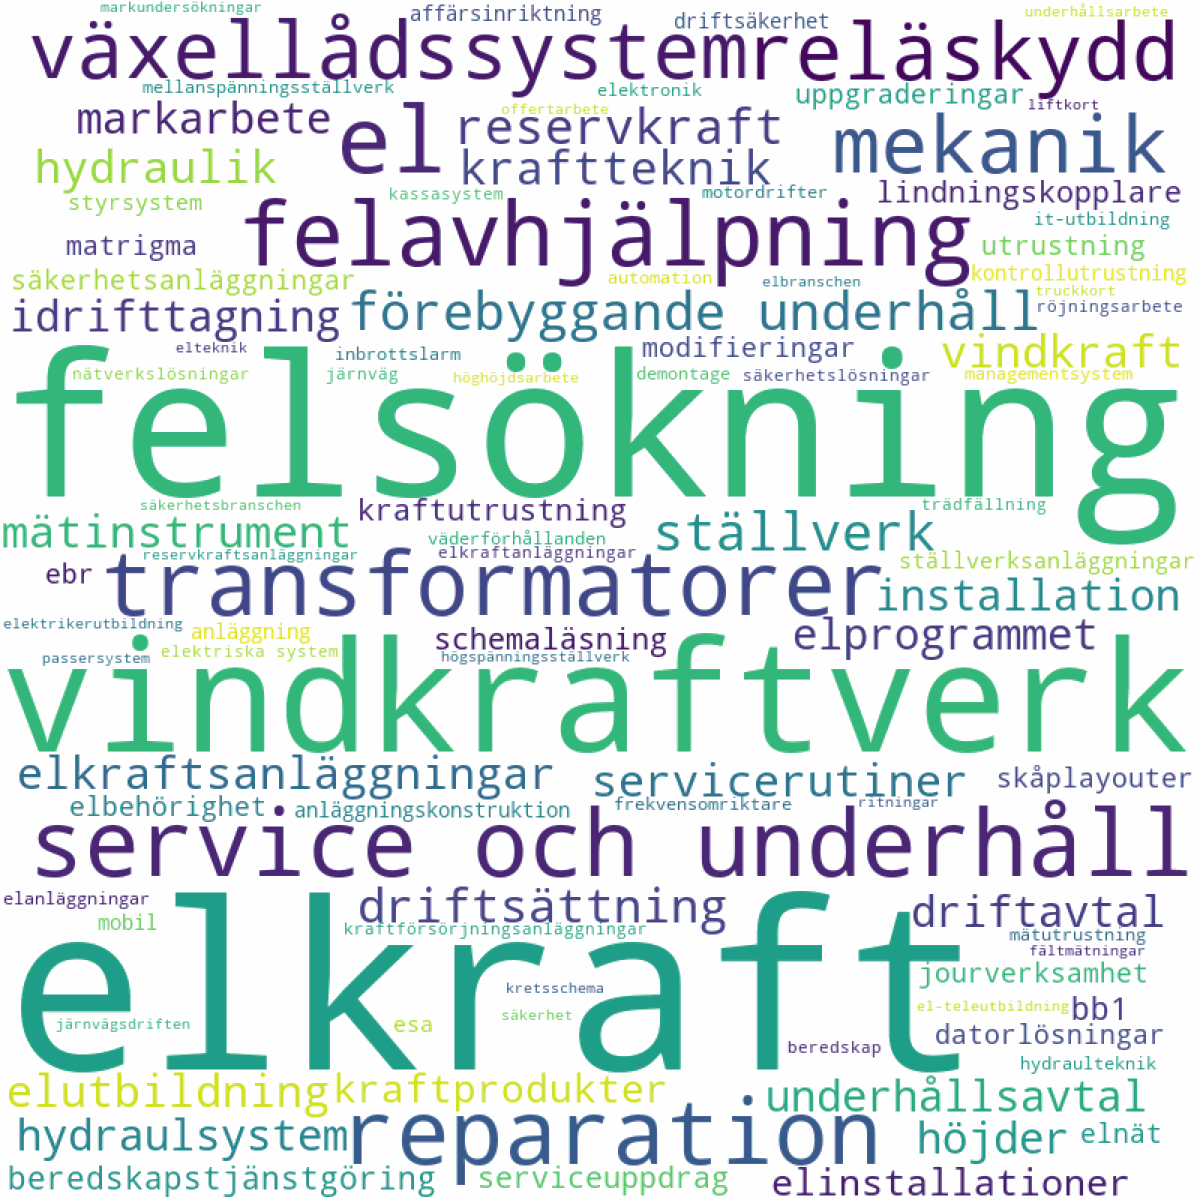 markundersökningar affärsinriktning driftsäkerhet underhållsarbete
växellådssystem reläskydd
mellanspänningsställverk elektronik uppgraderingar liftkort
markarbete el offertarbete reservkraft mekanik
hydraulik kraftteknik lindningskopplare
styrsystem kassasystem motordrifter it-utbildning
matrigma felavhjälpning utrustning
säkerhetsanläggningar automation elbranschen kontrollutrustning
truckkort
idrifttagning förebyggande underhåll röjningsarbete
elteknik inbrottslarm modifieringar vindkraft
nätverkslösningar järnväg höghöjdsarbete demontage säkerhetslösningar managementsystem
felsökning
säkerhetsbranschen kraftutrustning trädfällning
mätinstrument väderförhållanden ställverk
reservkraftsanläggningar elkraftanläggningar ställverksanläggningar
ebr transformatorer installation
elektrikerutbildning anläggning schemaläsning elprogrammet
passersystem elektriska system högspänningsställverk
vindkraftverk
elkraftsanläggningar servicerutiner skåplayouter
elbehörighet anläggningskonstruktion frekvensomriktare ritningar
service och underhåll
elanläggningar driftsättning driftavtal
mobil kraftförsörjningsanläggningar mätutrustning
fältmätningar
elkraft jourverksamhet
kretsschema
järnvägsdriften esa säkerhet el-teleutbildning bb1
beredskap datorlösningar
hydraulteknik
elutbildning kraftprodukter underhållsavtal
hydraulsystem reparation höjder elnät
beredskapstjänstgöring serviceuppdrag elinstallationer